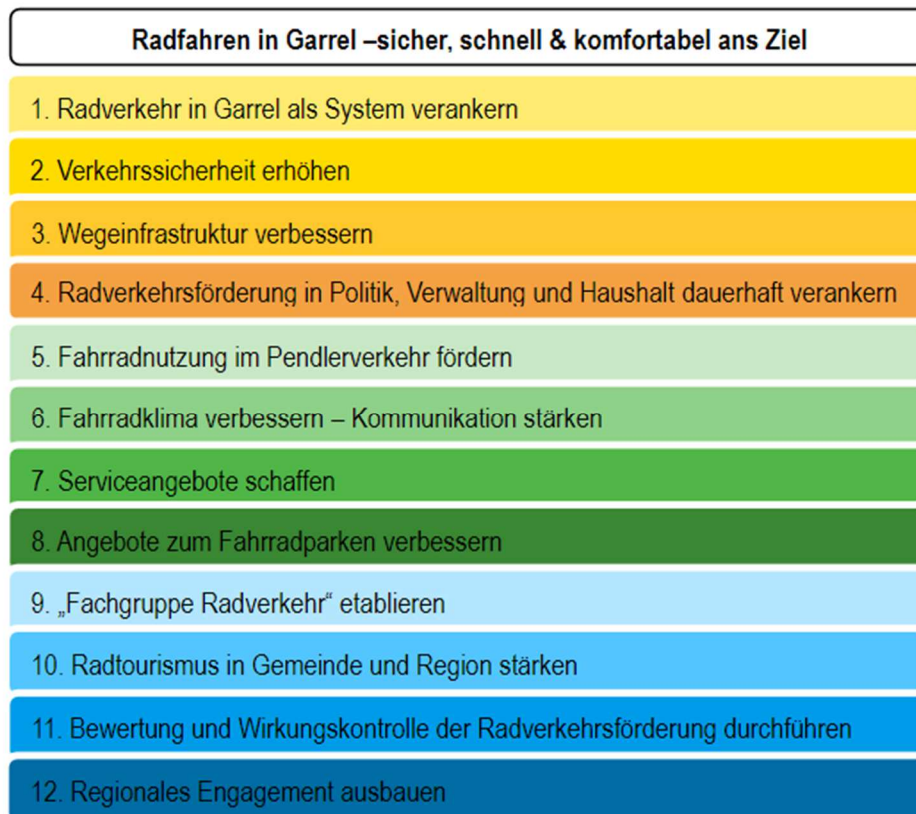 Radfahren in Garrel –sicher, schnell & komfortabel ans Ziel
1. Radverkehr in Garrel als System verankern
2. Verkehrssicherheit erhöhen
3. Wegeinfrastruktur verbessern
4. Radverkehrsförderung in Politik, Verwaltung und Haushalt dauerhaft verankern
5. Fahrradnutzung im Pendlerverkehr fördern
6. Fahrradklima verbessern – Kommunikation stärken
7. Serviceangebote schaffen
8. Angebote zum Fahrradparken verbessern
9. „Fachgruppe Radverkehr“ etablieren
10. Radtourismus in Gemeinde und Region stärken
11. Bewertung und Wirkungskontrolle der Radverkehrsförderung durchführen
12. Regionales Engagement ausbauen